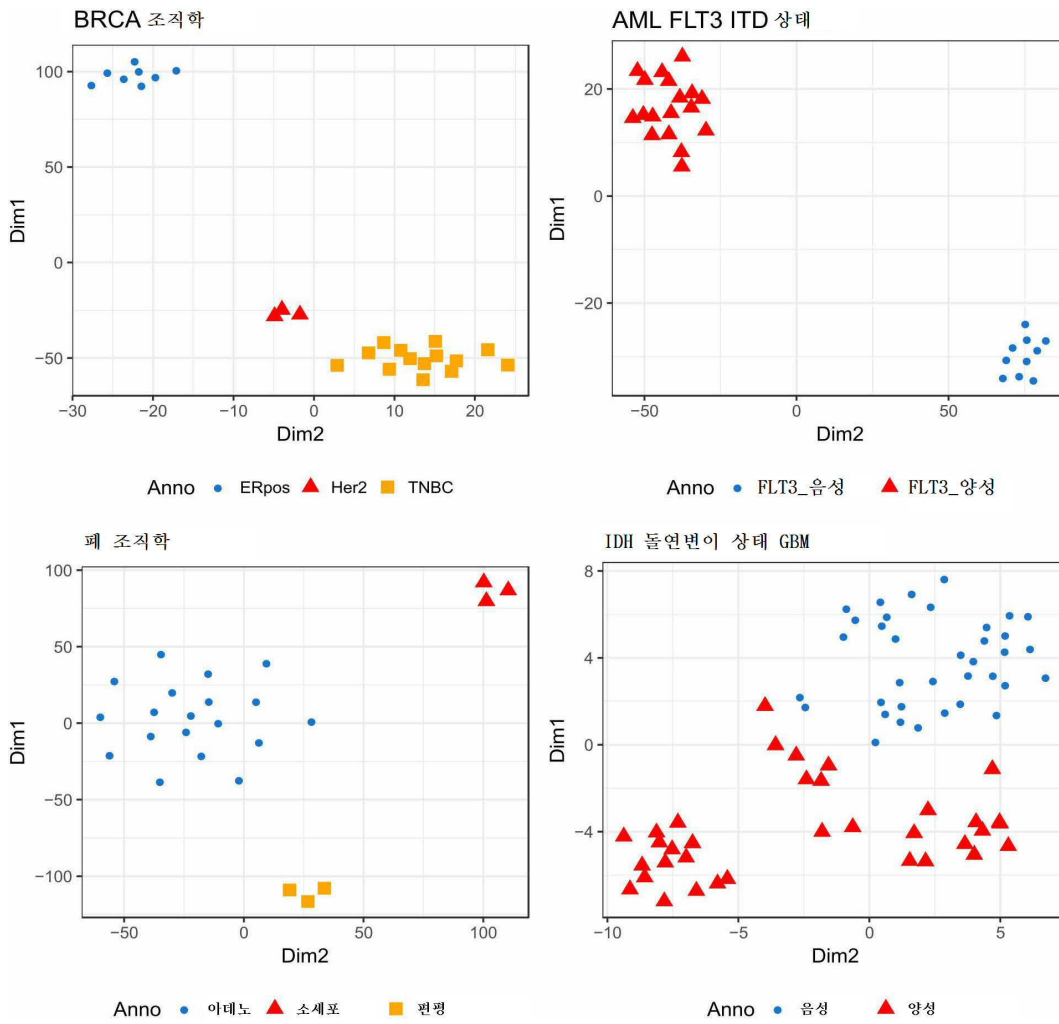 BRCA 조직학
100
50
0
−50
Dim1
−30
−20
−10
0
10
20
Dim2
Anno ERpos Her2 TNBC
AML FLT3 ITD 상태
20
0
−20
Dim1
−50
0
50
Dim2
Anno FLT3_음성 FLT3_양성
폐 조직학
100
50
0
−50
−100
Dim1
−50
0
50
100
Dim2
Anno 아데노 소세포 편평
IDH 돌연변이 상태 GBM
8
4
0
−4
Dim1
−10
−5
0
5
Dim2
Anno 음성 양성